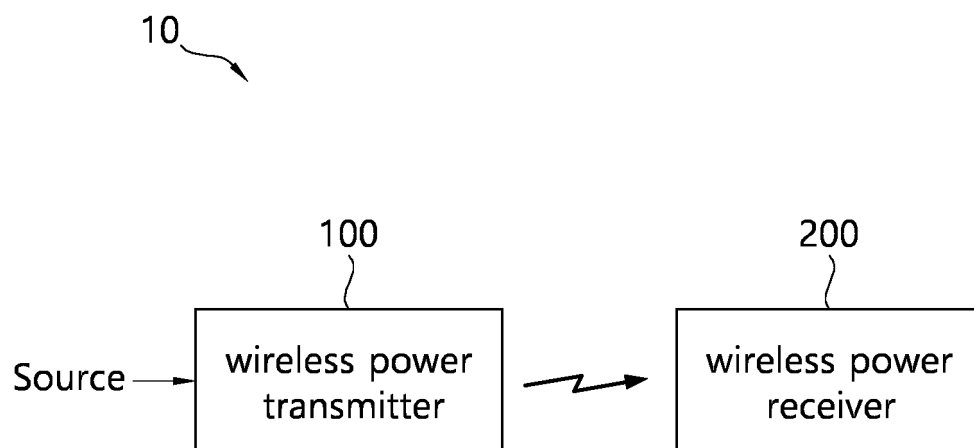 10
100
200
Source
wireless power
transmitter
wireless power
receiver